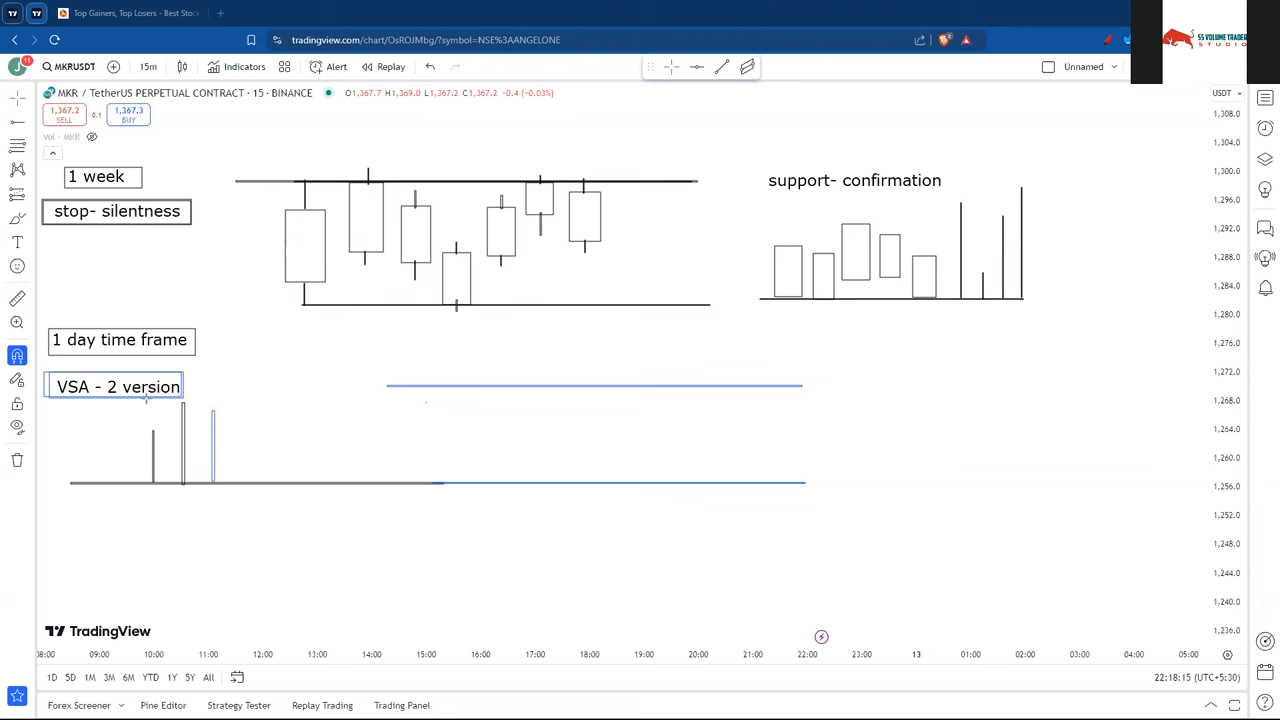 Top Gainers, Top Losers - Best Stoc
tradingview.com/chart/OsROJMbg/?symbol=NSE%3AANGELONE
SS VOLUME TRADER
STUDIO
J
11
MKRUSDT
15m
Indicators
Alert
Replay
Unnamed
MKR / TetherUS PERPETUAL CONTRACT · 15 · BINANCE
O1,367.7 H1,369.0 L1,367.2 C1,367.2 -0.4 (-0.03%)
USDT
1,367.2
SELL
0.1
1,367.3
BUY
Vol · MKR
1 week
stop- silentness
support- confirmation
1 day time frame
VSA - 2 version
1,308.0
1,304.0
1,300.0
1,296.0
1,292.0
1,288.0
1,284.0
1,280.0
1,276.0
1,272.0
1,268.0
1,264.0
1,260.0
1,256.0
1,252.0
1,248.0
1,244.0
1,240.0
1,236.0
TradingView
08:00 09:00 10:00 11:00 12:00 13:00 14:00 15:00 16:00 17:00 18:00 19:00 20:00 21:00 22:00 23:00 13 01:00 02:00 03:00 04:00 05:00
1D 5D 1M 3M 6M YTD 1Y 5Y All
22:18:15 (UTC+5:30)
Forex Screener Pine Editor Strategy Tester Replay Trading Trading Panel